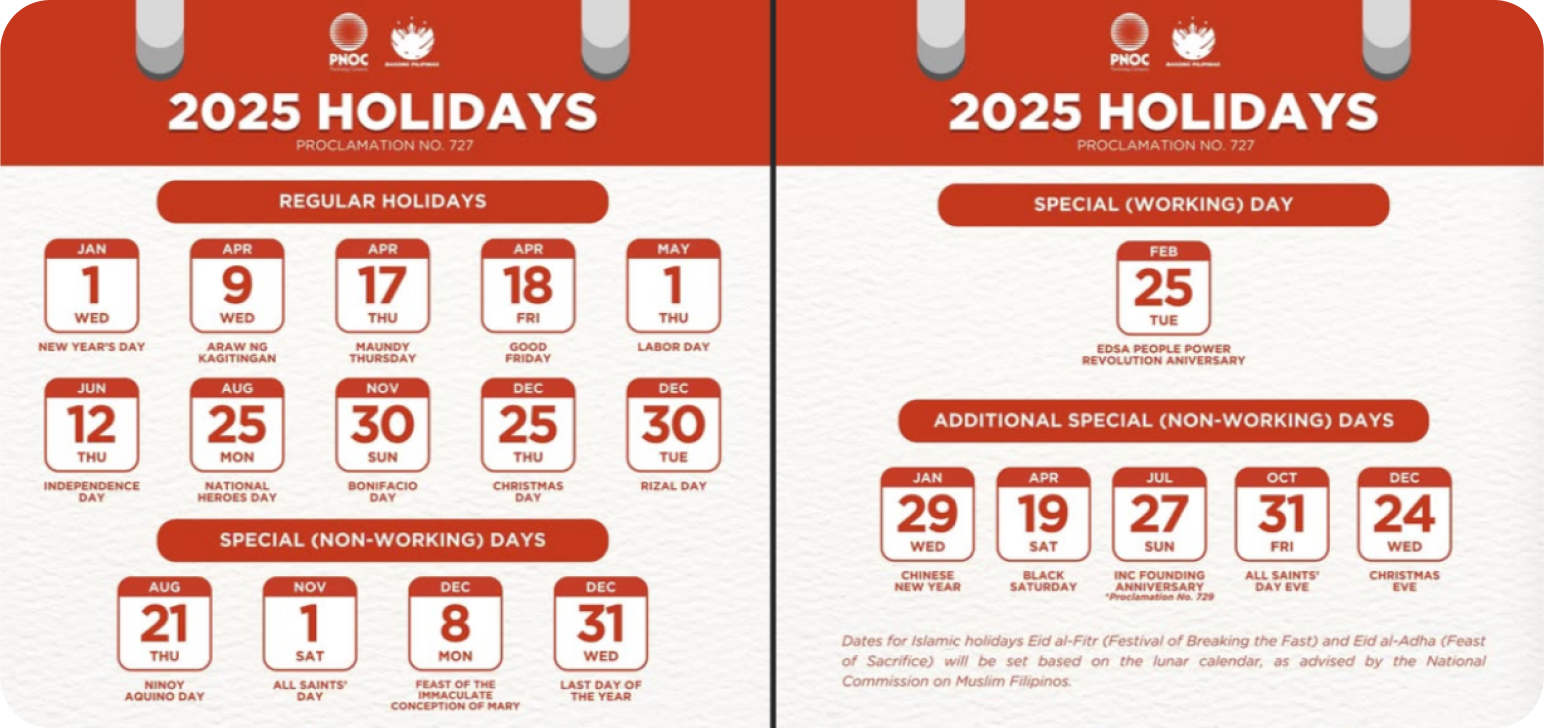 PNOC
BAGONG PILIPINAS
2025 HOLIDAYS
PROCLAMATION NO. 727
REGULAR HOLIDAYS
JAN
1
WED
NEW YEAR'S DAY
APR
9
WED
ARAW NG
KAGITINGAN
APR
17
THU
MAUNDY
THURSDAY
APR
18
FRI
GOOD
FRIDAY
MAY
1
THU
LABOR DAY
JUN
12
THU
INDEPENDENCE
DAY
AUG
25
MON
NATIONAL
HEROES DAY
NOV
30
SUN
BONIFACIO
DAY
DEC
25
THU
CHRISTMAS
DAY
DEC
30
TUE
RIZAL DAY
SPECIAL (NON-WORKING) DAYS
AUG
21
THU
NINOY
AQUINO DAY
NOV
1
SAT
ALL SAINTS'
DAY
DEC
8
MON
FEAST OF THE
IMMACULATE
CONCEPTION OF MARY
DEC
31
WED
LAST DAY OF
THE YEAR
PNOC
BAGONG PILIPINAS
2025 HOLIDAYS
PROCLAMATION NO. 727
SPECIAL (WORKING) DAY
FEB
25
TUE
EDSA PEOPLE POWER
REVOLUTION ANIVERSARY
ADDITIONAL SPECIAL (NON-WORKING) DAYS
JAN
29
WED
CHINESE
NEW YEAR
APR
19
SAT
BLACK
SATURDAY
JUL
27
SUN
INC FOUNDING
ANNIVERSARY
*Proclamation No. 729
OCT
31
FRI
ALL SAINTS'
DAY EVE
DEC
24
WED
CHRISTMAS
EVE
Dates for Islamic holidays Eid al-Fitr (Festival of Breaking the Fast) and Eid al-Adha (Feast
of Sacrifice) will be set based on the lunar calendar, as advised by the National
Commission on Muslim Filipinos.